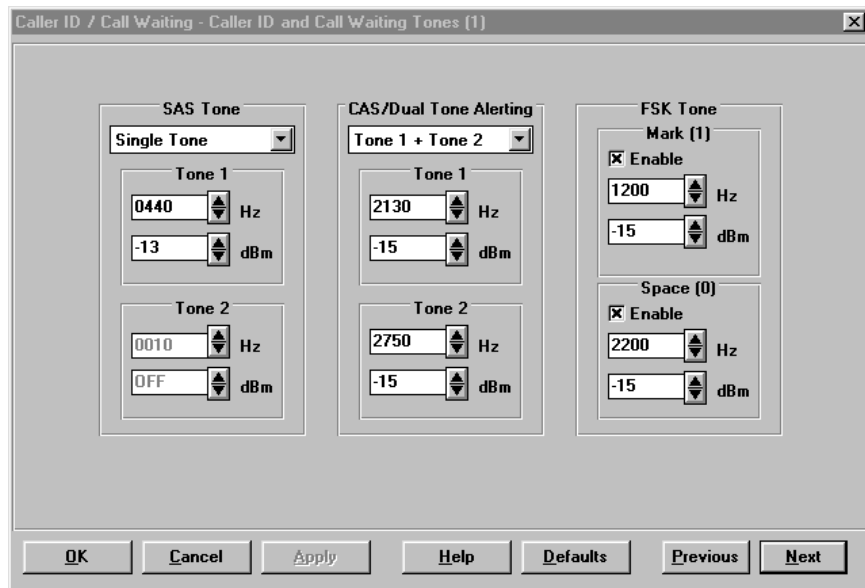 Caller ID / Call Waiting - Caller ID and Call Waiting Tones (1)
SAS Tone
Single Tone
Tone 1
0440 Hz
-13 dBm
Tone 2
0010 Hz
OFF dBm
CAS/Dual Tone Alerting
Tone 1 + Tone 2
Tone 1
2130 Hz
-15 dBm
Tone 2
2750 Hz
-15 dBm
FSK Tone
Mark (1)
Enable
1200 Hz
-15 dBm
Space (0)
Enable
2200 Hz
-15 dBm
OK Cancel Apply Help Defaults Previous Next